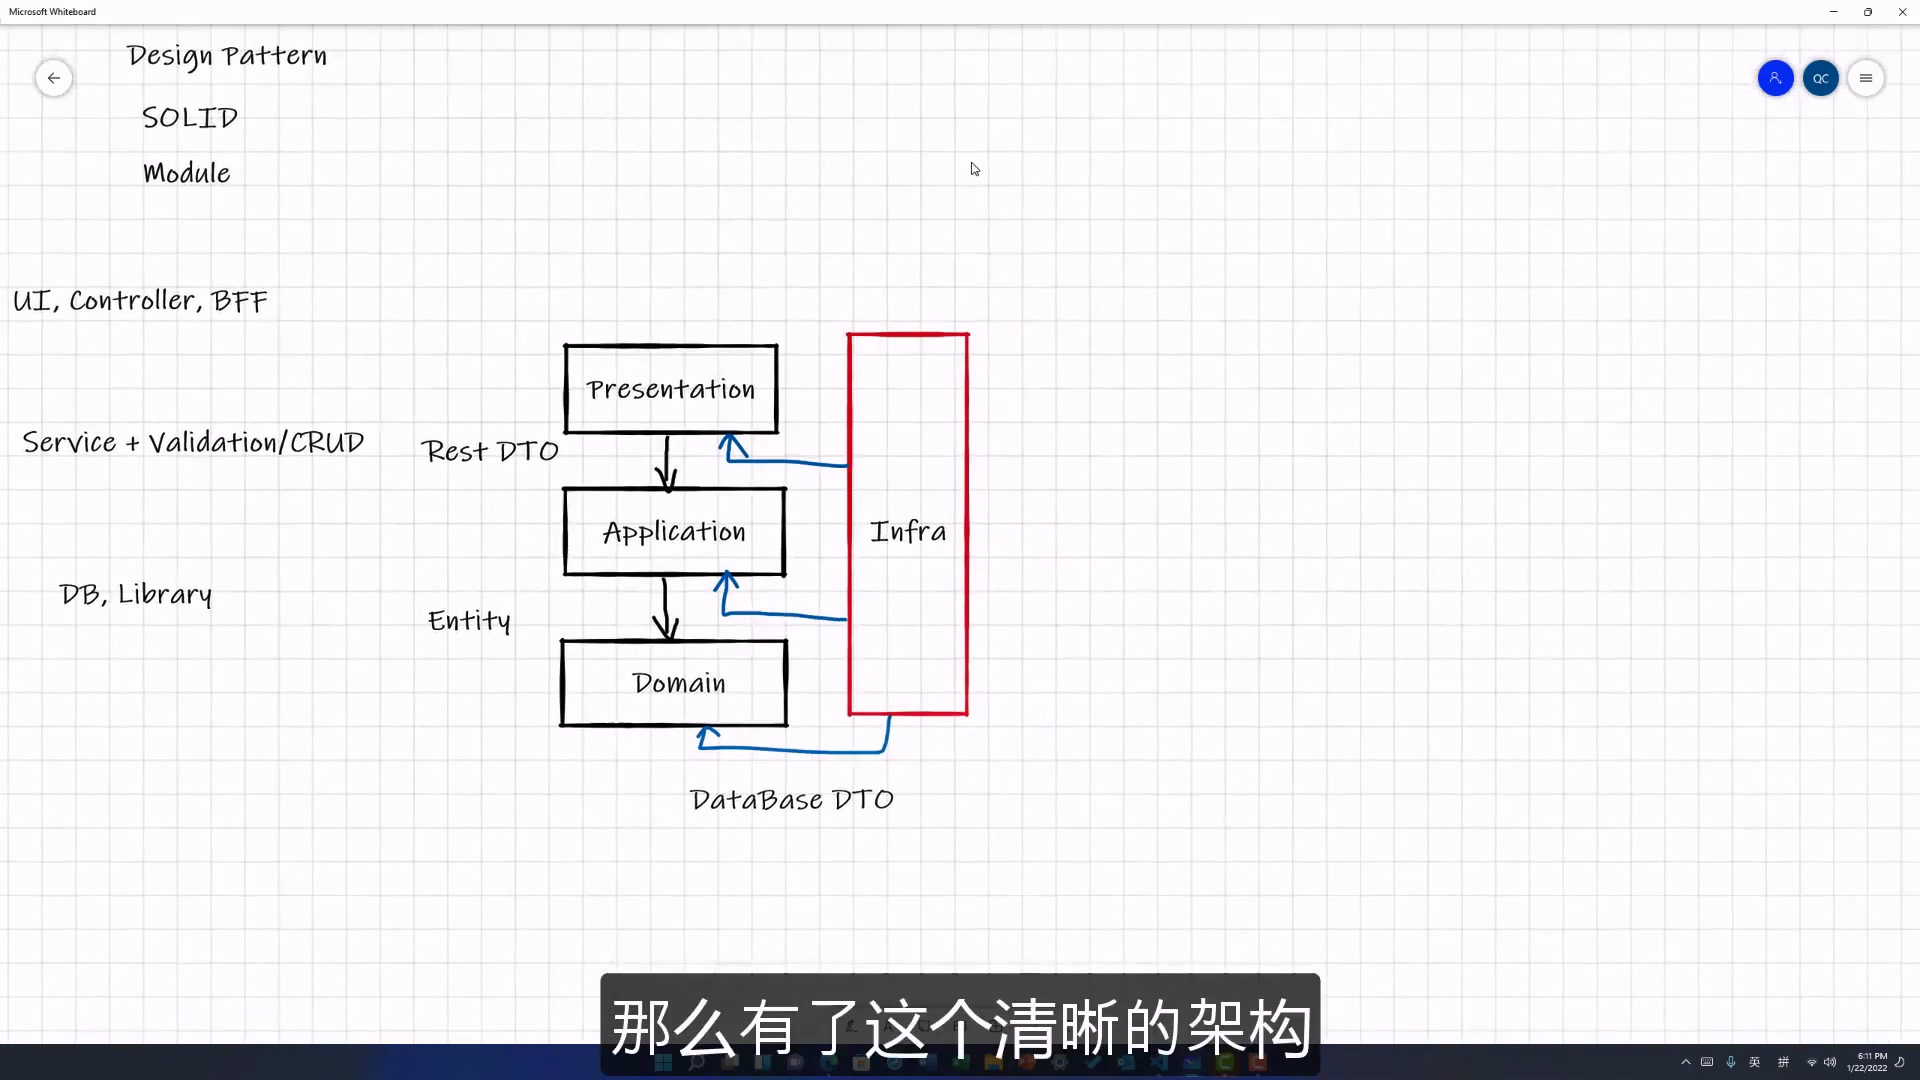 Microsoft Whiteboard
Design Pattern
SOLID
Module
QC
UI, Controller, BFF
Presentation
Service + Validation/CRUD
Rest DTO
Application
Infra
DB, Library
Entity
Domain
DataBase DTO
那么有了这个清晰的架构
英
拼
6:11 PM
1/22/2022